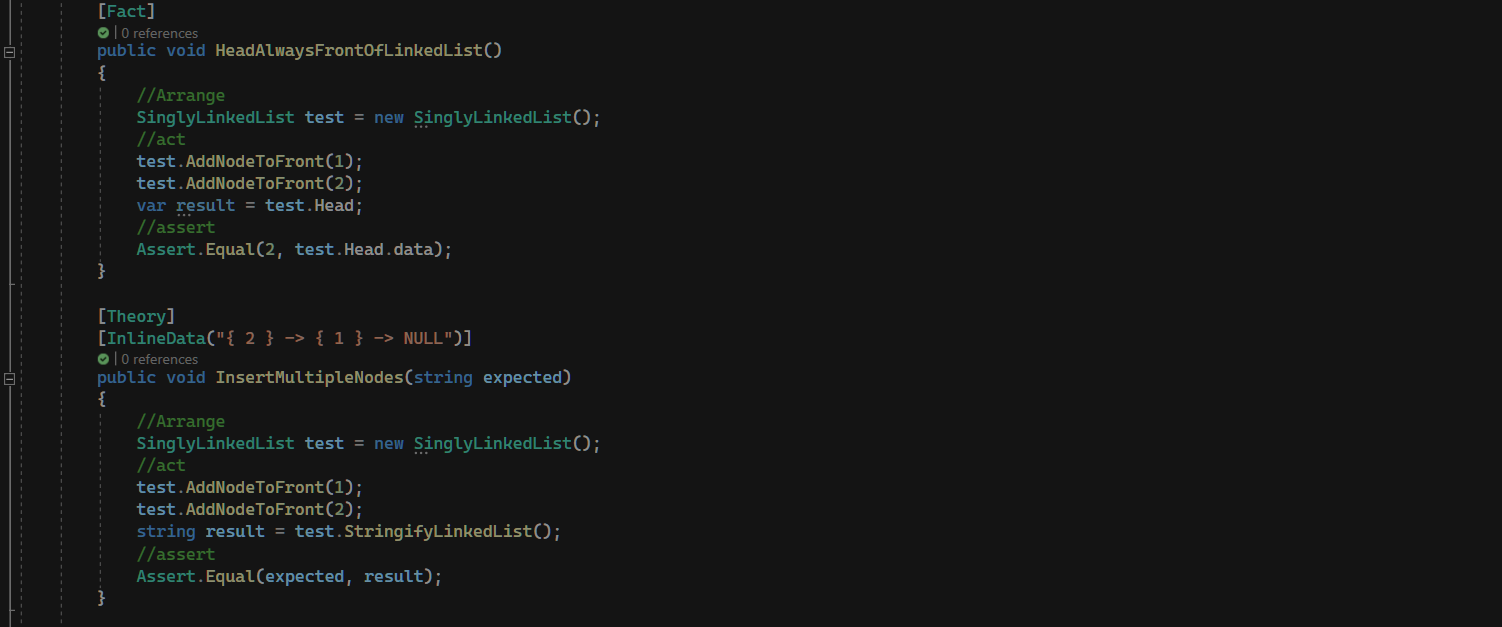 [Fact]
| 0 references
public void HeadAlwaysFrontOfLinkedList()
{
//Arrange
SinglyLinkedList test = new SinglyLinkedList();
//act
test.AddNodeToFront(1);
test.AddNodeToFront(2);
var result = test.Head;
//assert
Assert.Equal(2, test.Head.data);
}
[Theory]
[InlineData("{ 2 } -> { 1 } -> NULL")]
| 0 references
public void InsertMultipleNodes(string expected)
{
//Arrange
SinglyLinkedList test = new SinglyLinkedList();
//act
test.AddNodeToFront(1);
test.AddNodeToFront(2);
string result = test.StringifyLinkedList();
//assert
Assert.Equal(expected, result);
}